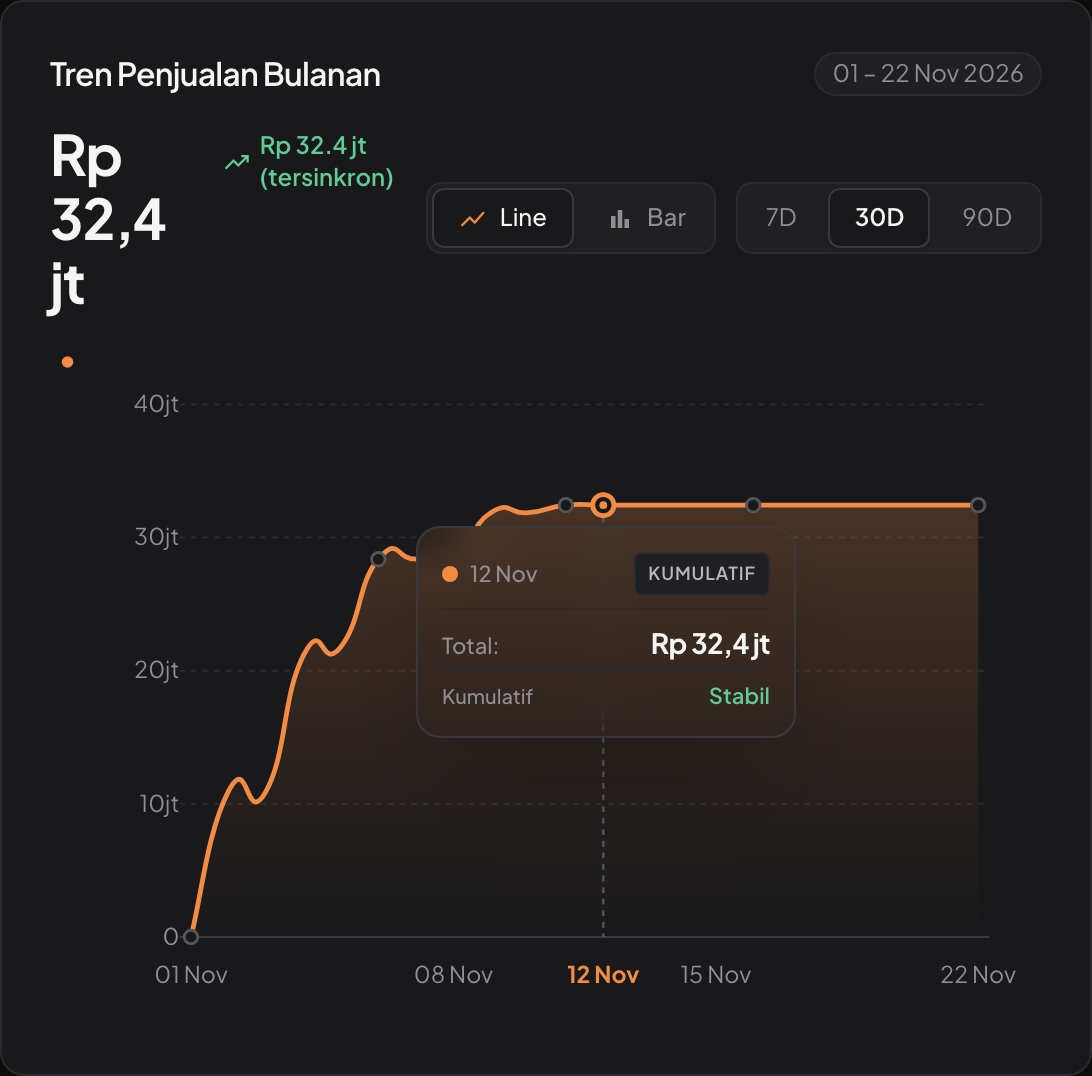 Tren Penjualan Bulanan
01 – 22 Nov 2026
Rp
32,4
jt
Rp 32.4 jt
(tersinkron)
Line
Bar
7D
30D
90D
40jt
30jt
20jt
10jt
0
12 Nov
KUMULATIF
Total:
Rp 32,4 jt
Kumulatif
Stabil
01 Nov
08 Nov
12 Nov
15 Nov
22 Nov